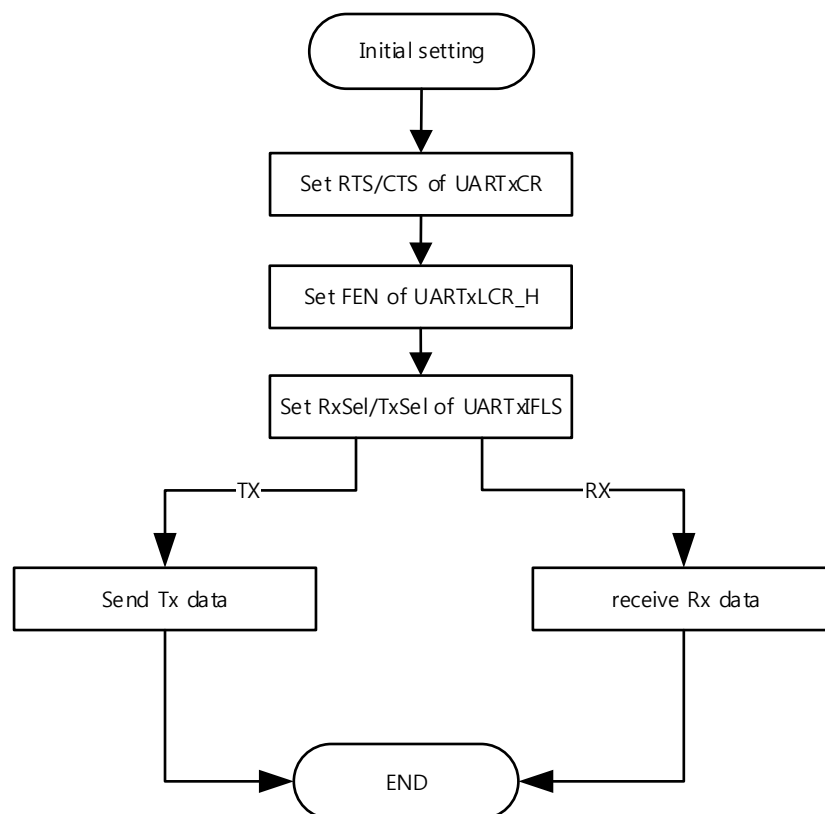 Initial setting
Set RTS/CTS of UARTxCR
Set FEN of UARTxLCR_H
Set RxSel/TxSel of UARTxIFLS
TX
RX
Send Tx data
receive Rx data
END